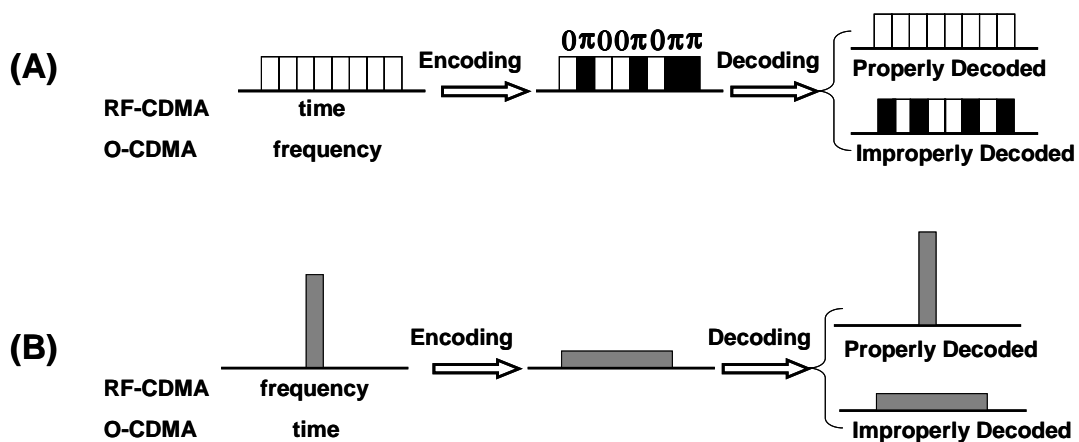 (A)
RF-CDMA time
O-CDMA frequency
Encoding
0π00π0ππ
Decoding
Properly Decoded
Improperly Decoded
(B)
RF-CDMA frequency
O-CDMA time
Encoding
Decoding
Properly Decoded
Improperly Decoded